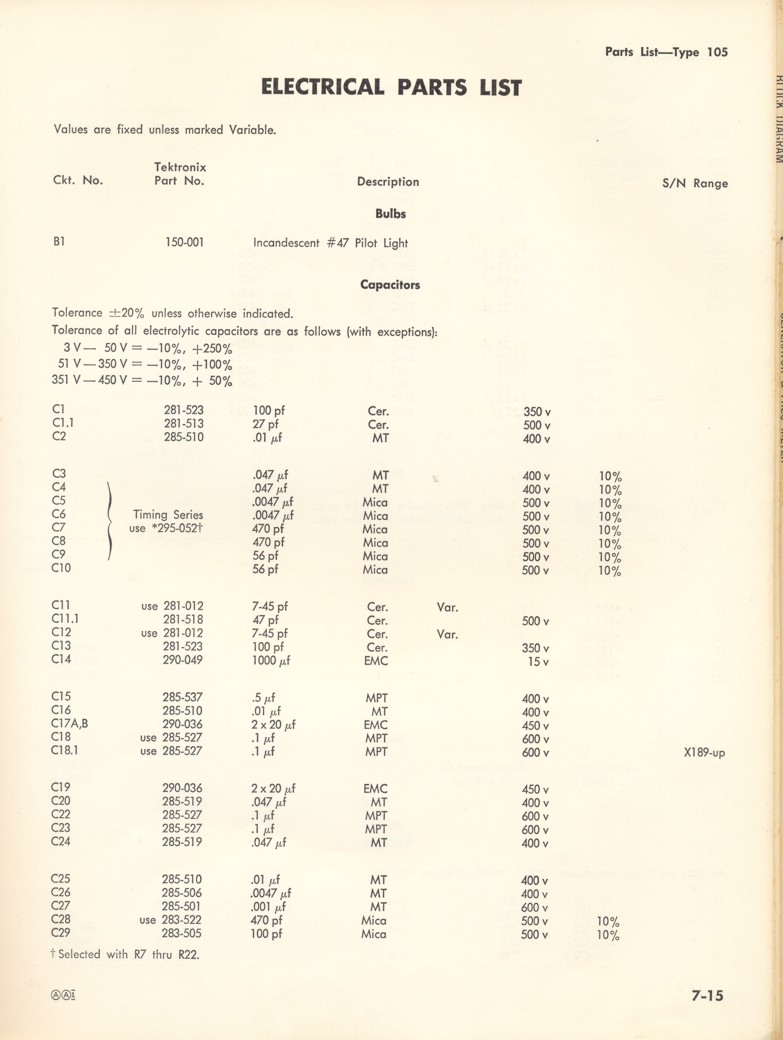 Parts List—Type 105
ELECTRICAL PARTS LIST
Values are fixed unless marked Variable.
Tektronix
Ckt. No. Part No. Description S/N Range
Bulbs
B1 150-001 Incandescent #47 Pilot Light
Capacitors
Tolerance ±20% unless otherwise indicated.
Tolerance of all electrolytic capacitors are as follows (with exceptions):
3 V— 50 V = —10%, +250%
51 V—350 V = —10%, +100%
351 V—450 V = —10%, + 50%
C1 281-523 100 pf Cer. 350 v
C1.1 281-513 27 pf Cer. 500 v
C2 285-510 .01 μf MT 400 v
C3 .047 μf MT 400 v 10%
C4 .047 μf MT 400 v 10%
C5 .0047 μf Mica 500 v 10%
C6 Timing Series .0047 μf Mica 500 v 10%
C7 use *295-052† 470 pf Mica 500 v 10%
C8 470 pf Mica 500 v 10%
C9 56 pf Mica 500 v 10%
C10 56 pf Mica 500 v 10%
C11 use 281-012 7-45 pf Cer. Var.
C11.1 281-518 47 pf Cer. 500 v
C12 use 281-012 7-45 pf Cer. Var.
C13 281-523 100 pf Cer. 350 v
C14 290-049 1000 μf EMC 15 v
C15 285-537 .5 μf MPT 400 v
C16 285-510 .01 μf MT 400 v
C17A,B 290-036 2 x 20 μf EMC 450 v
C18 use 285-527 .1 μf MPT 600 v
C18.1 use 285-527 .1 μf MPT 600 v X189-up
C19 290-036 2 x 20 μf EMC 450 v
C20 285-519 .047 μf MT 400 v
C22 285-527 .1 μf MPT 600 v
C23 285-527 .1 μf MPT 600 v
C24 285-519 .047 μf MT 400 v
C25 285-510 .01 μf MT 400 v
C26 285-506 .0047 μf MT 400 v
C27 285-501 .001 μf MT 600 v
C28 use 283-522 470 pf Mica 500 v 10%
C29 283-505 100 pf Mica 500 v 10%
† Selected with R7 thru R22.
7-15